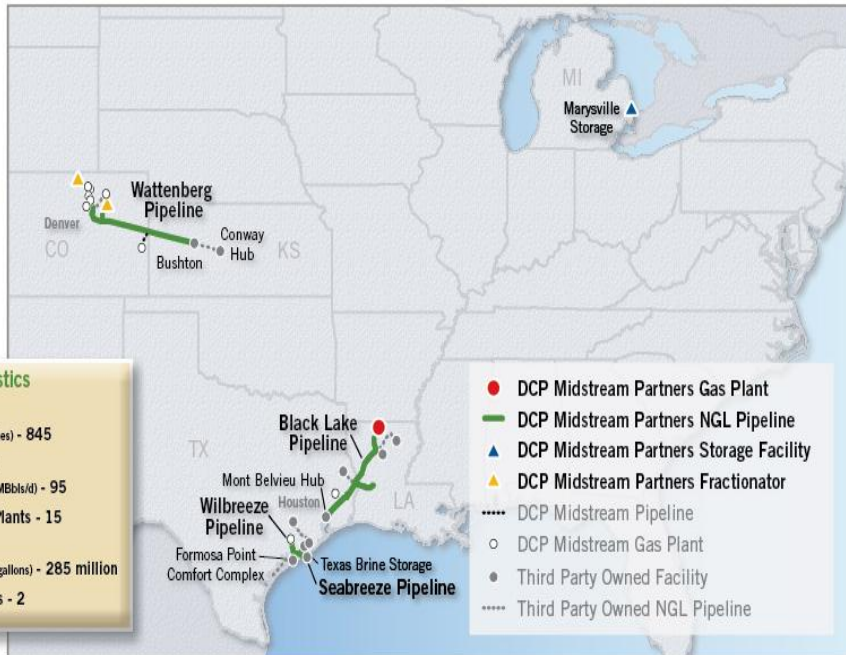 MI
Marysville
Storage
Wattenberg
Pipeline
Denver
CO
Conway
Hub
Bushton
KS
stics
es) - 845
MBbls/d) - 95
lants - 15
gallons) - 285 million
s - 2
TX
Black Lake
Pipeline
Mont Belvieu Hub
Houston
LA
Wilbreeze
Pipeline
Formosa Point
Comfort Complex
Texas Brine Storage
Seabreeze Pipeline
DCP Midstream Partners Gas Plant
DCP Midstream Partners NGL Pipeline
DCP Midstream Partners Storage Facility
DCP Midstream Partners Fractionator
DCP Midstream Pipeline
DCP Midstream Gas Plant
Third Party Owned Facility
Third Party Owned NGL Pipeline